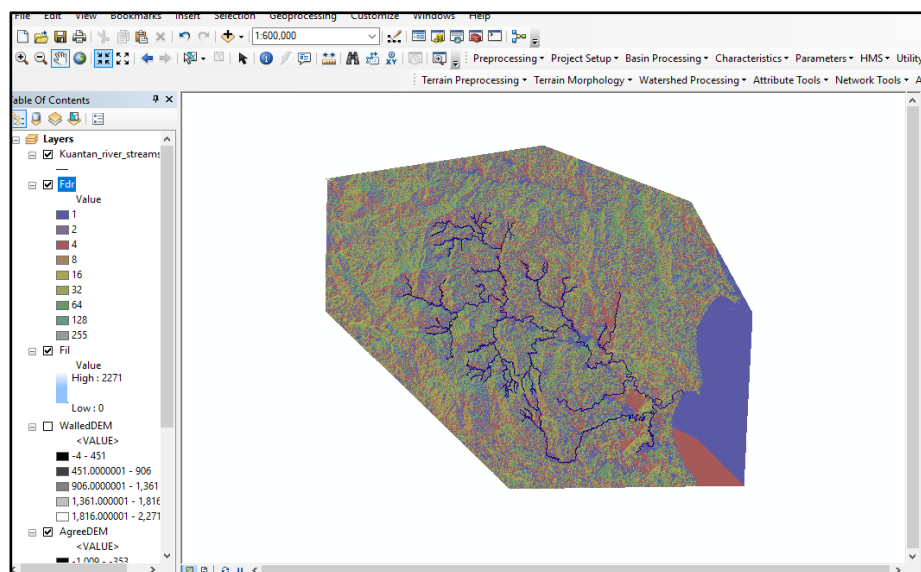 File Edit View Bookmarks Insert Selection Geoprocessing Customize Windows Help
1:600,000
Preprocessing Project Setup Basin Processing Characteristics Parameters HMS Utility
Terrain Preprocessing Terrain Morphology Watershed Processing Attribute Tools Network Tools A
Table Of Contents
Layers
Kuantan_river_streams
Fdr
Value
1
2
4
8
16
32
64
128
255
Fil
Value
High : 2271
Low : 0
WalledDEM
<VALUE>
-4 - 451
451.0000001 - 906
906.0000001 - 1,361
1,361.000001 - 1,816
1,816.000001 - 2,271
AgreeDEM
<VALUE>
-1,009 - -353